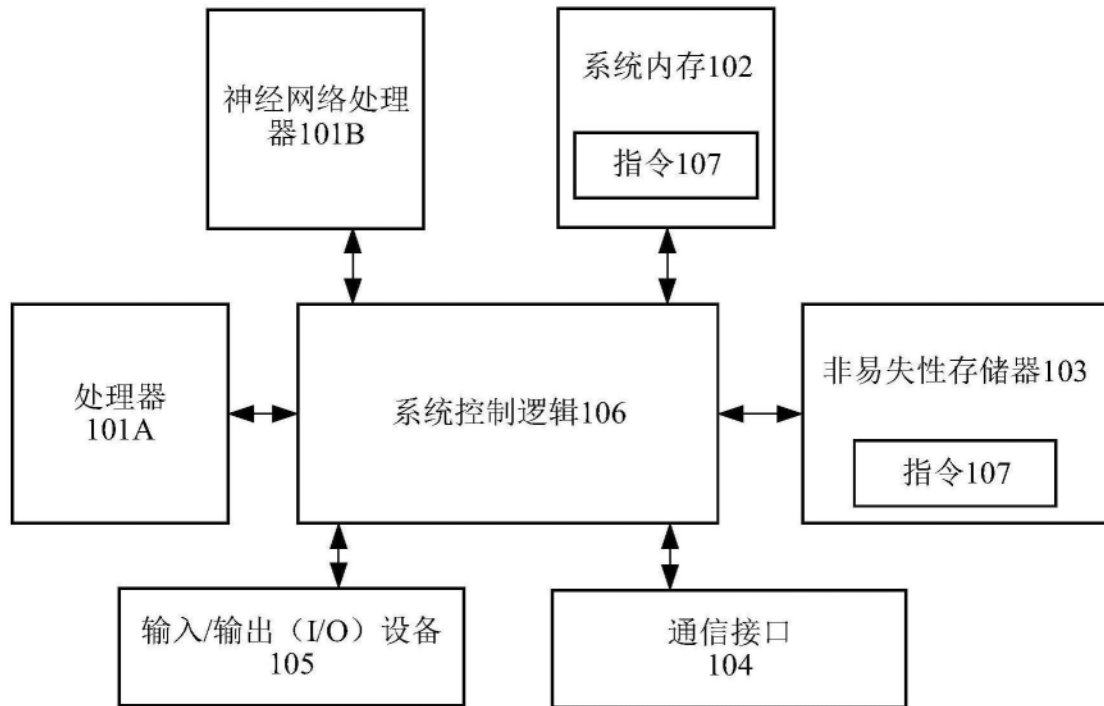 神经网络处理
器101B
系统内存102
指令107
处理器
101A
系统控制逻辑106
非易失性存储器103
指令107
输入/输出（I/O）设备
105
通信接口
104